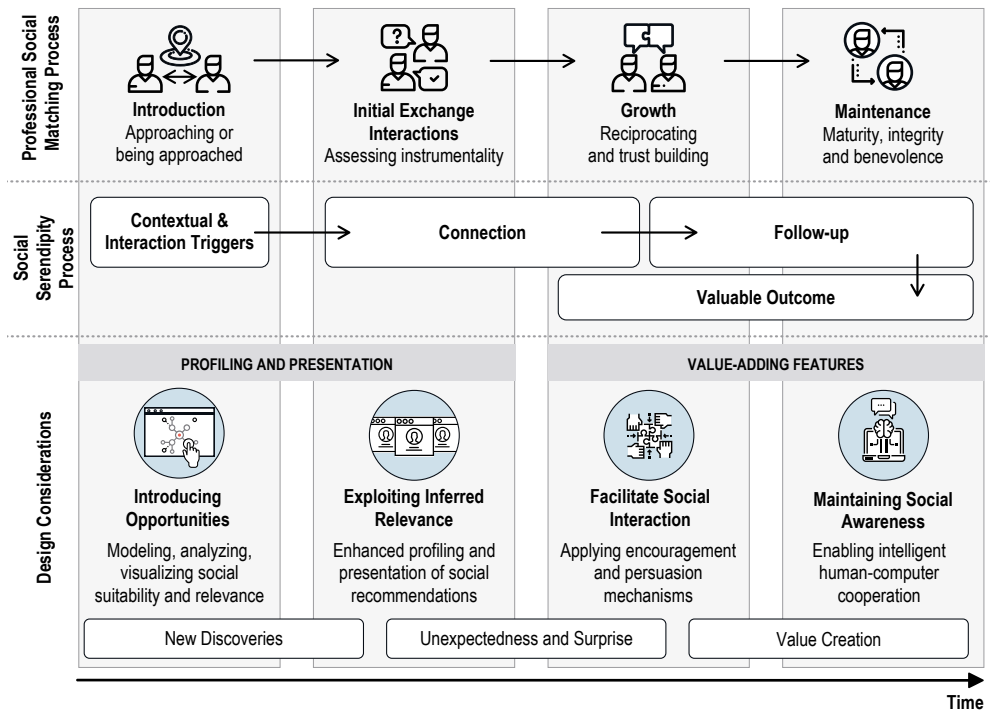 Professional Social
Matching Process
Introduction
Approaching or
being approached
?
Initial Exchange
Interactions
Assessing instrumentality
Growth
Reciprocating
and trust building
Maintenance
Maturity, integrity
and benevolence
Social
Serendipity
Process
Contextual &
Interaction Triggers
Connection
Follow-up
Valuable Outcome
Design Considerations
PROFILING AND PRESENTATION
VALUE-ADDING FEATURES
Introducing
Opportunities
Modeling, analyzing,
visualizing social
suitability and relevance
Exploiting Inferred
Relevance
Enhanced profiling and
presentation of social
recommendations
Facilitate Social
Interaction
Applying encouragement
and persuasion
mechanisms
Maintaining Social
Awareness
Enabling intelligent
human-computer
cooperation
New Discoveries
Unexpectedness and Surprise
Value Creation
Time